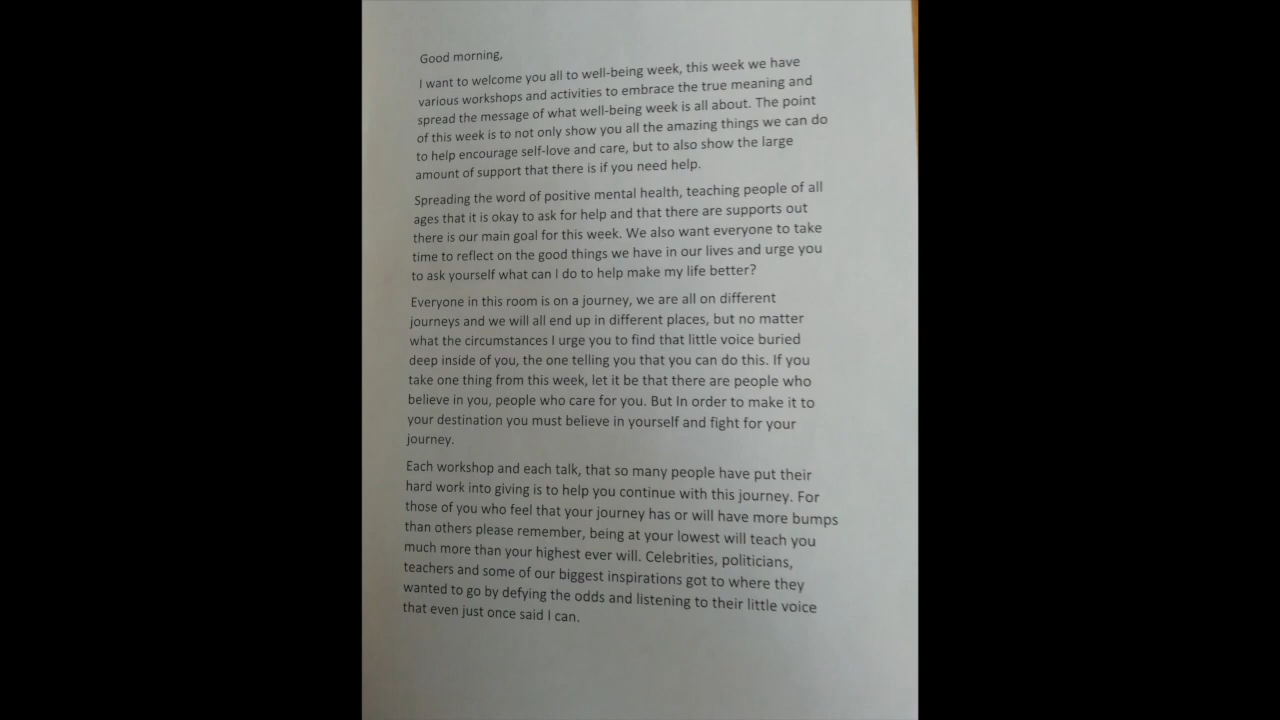 Good morning,
I want to welcome you all to well-being week, this week we have
various workshops and activities to embrace the true meaning and
spread the message of what well-being week is all about. The point
of this week is to not only show you all the amazing things we can do
to help encourage self-love and care, but to also show the large
amount of support that there is if you need help.
Spreading the word of positive mental health, teaching people of all
ages that it is okay to ask for help and that there are supports out
there is our main goal for this week. We also want everyone to take
time to reflect on the good things we have in our lives and urge you
to ask yourself what can I do to help make my life better?
Everyone in this room is on a journey, we are all on different
journeys and we will all end up in different places, but no matter
what the circumstances I urge you to find that little voice buried
deep inside of you, the one telling you that you can do this. If you
take one thing from this week, let it be that there are people who
believe in you, people who care for you. But In order to make it to
your destination you must believe in yourself and fight for your
journey.
Each workshop and each talk, that so many people have put their
hard work into giving is to help you continue with this journey. For
those of you who feel that your journey has or will have more bumps
than others please remember, being at your lowest will teach you
much more than your highest ever will. Celebrities, politicians,
teachers and some of our biggest inspirations got to where they
wanted to go by defying the odds and listening to their little voice
that even just once said I can.